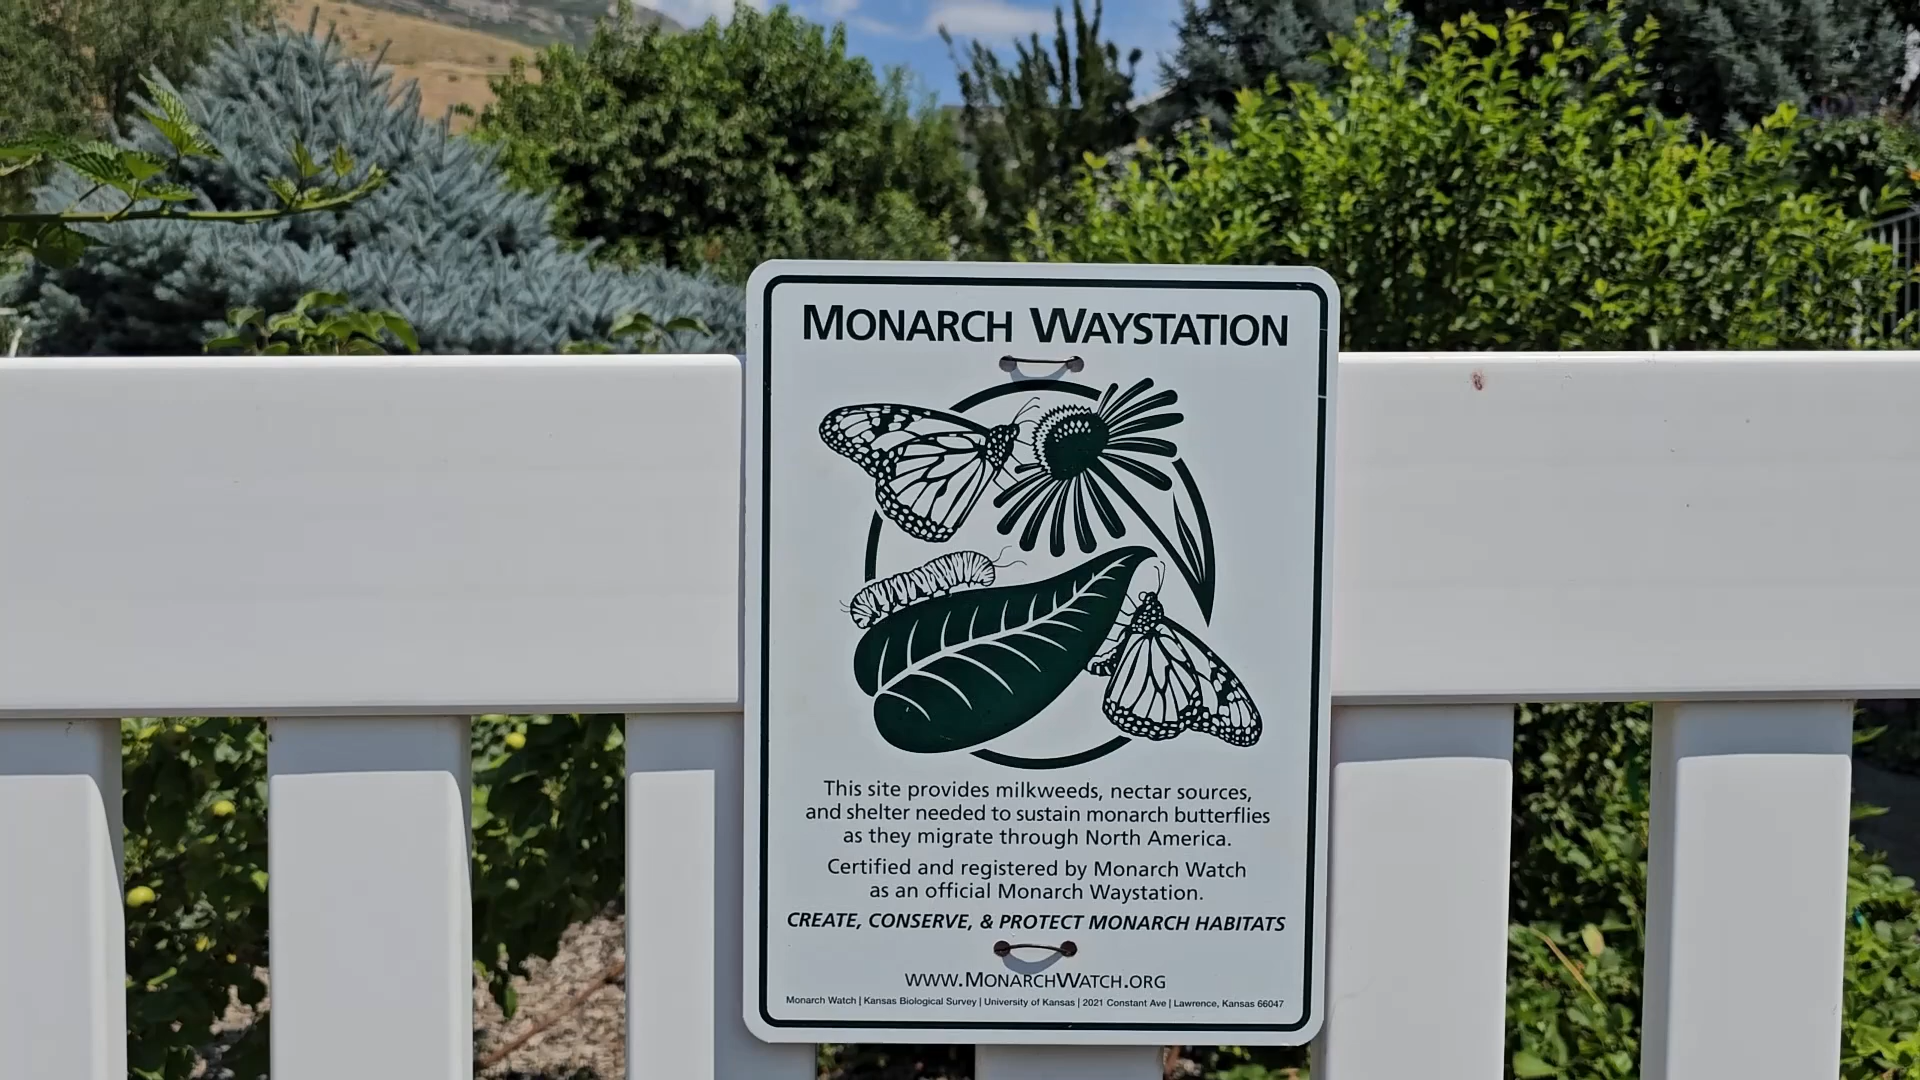 MONARCH WAYSTATION
This site provides milkweeds, nectar sources,
and shelter needed to sustain monarch butterflies
as they migrate through North America.
Certified and registered by Monarch Watch
as an official Monarch Waystation.
CREATE, CONSERVE, & PROTECT MONARCH HABITATS
WWW.MONARCHWATCH.ORG
Monarch Watch | Kansas Biological Survey | University of Kansas | 2021 Constant Ave | Lawrence, Kansas 66047